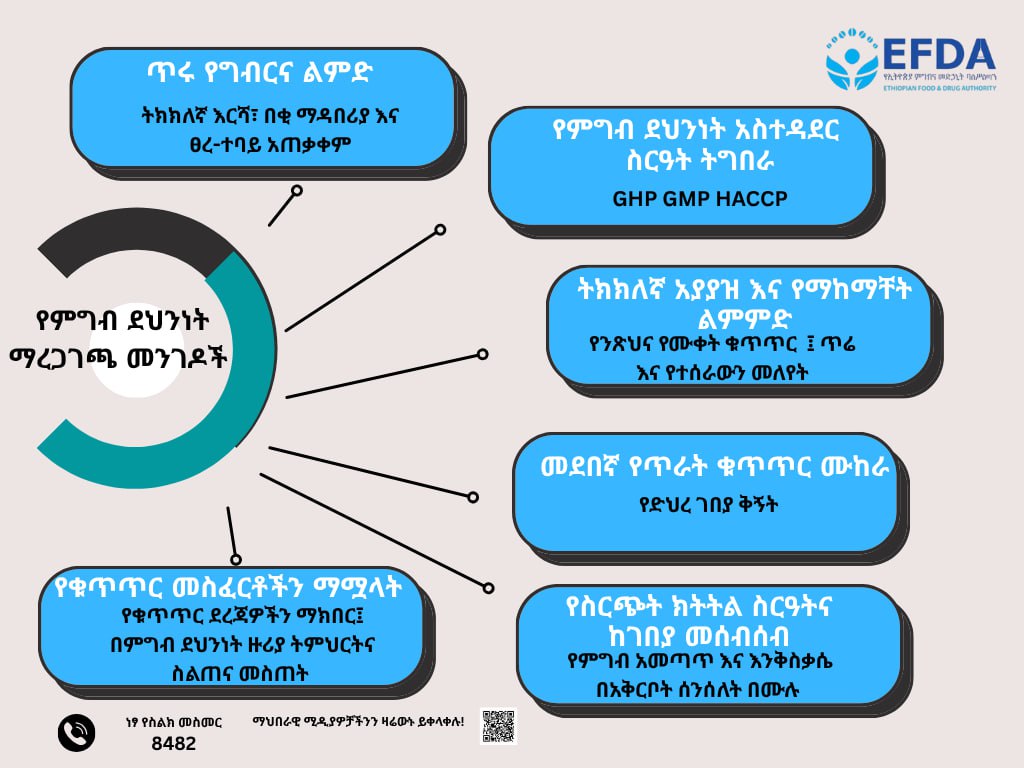 EFDA
የኢትዮጵያ ምግብና መድኃኒት ባለሥልጣን
ETHIOPIAN FOOD & DRUG AUTHORITY
ጥሩ የግብርና ልምድ
ትክክለኛ እርሻ፣ በቂ ማዳበሪያ እና
ፀረ-ተባይ አጠቃቀም
የምግብ ደህንነት አስተዳደር
ስርዓት ትግበራ
GHP GMP HACCP
ትክክለኛ አያያዝ እና የማከማቸት
ልምምድ
የንጽህና የሙቀት ቁጥጥር ፤ ጥሬ
እና የተሰራውን መለየት
የምግብ ደህንነት
ማረጋገጫ መንገዶች
መደበኛ የጥራት ቁጥጥር ሙከራ
የድህረ ገበያ ቅኝት
የቁጥጥር መስፈርቶችን ማሟላት
የቁጥጥር ደረጃዎችን ማክበር፤
በምግብ ደህንነት ዙሪያ ትምህርትና
ስልጠና መስጠት
የስርጭት ክትትል ስርዓትና
ከገበያ መሰብሰብ
የምግብ አመጣጥ እና እንቅስቃሴ
በአቅርቦት ሰንሰለት በሙሉ
ነፃ የስልክ መስመር
8482
ማህበራዊ ሚዲያዎቻችንን ዛሬውት ይቀላቀሉ!